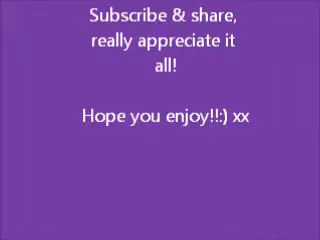 Subscribe & share,
really appreciate it
all!
Hope you enjoy!!:) xx